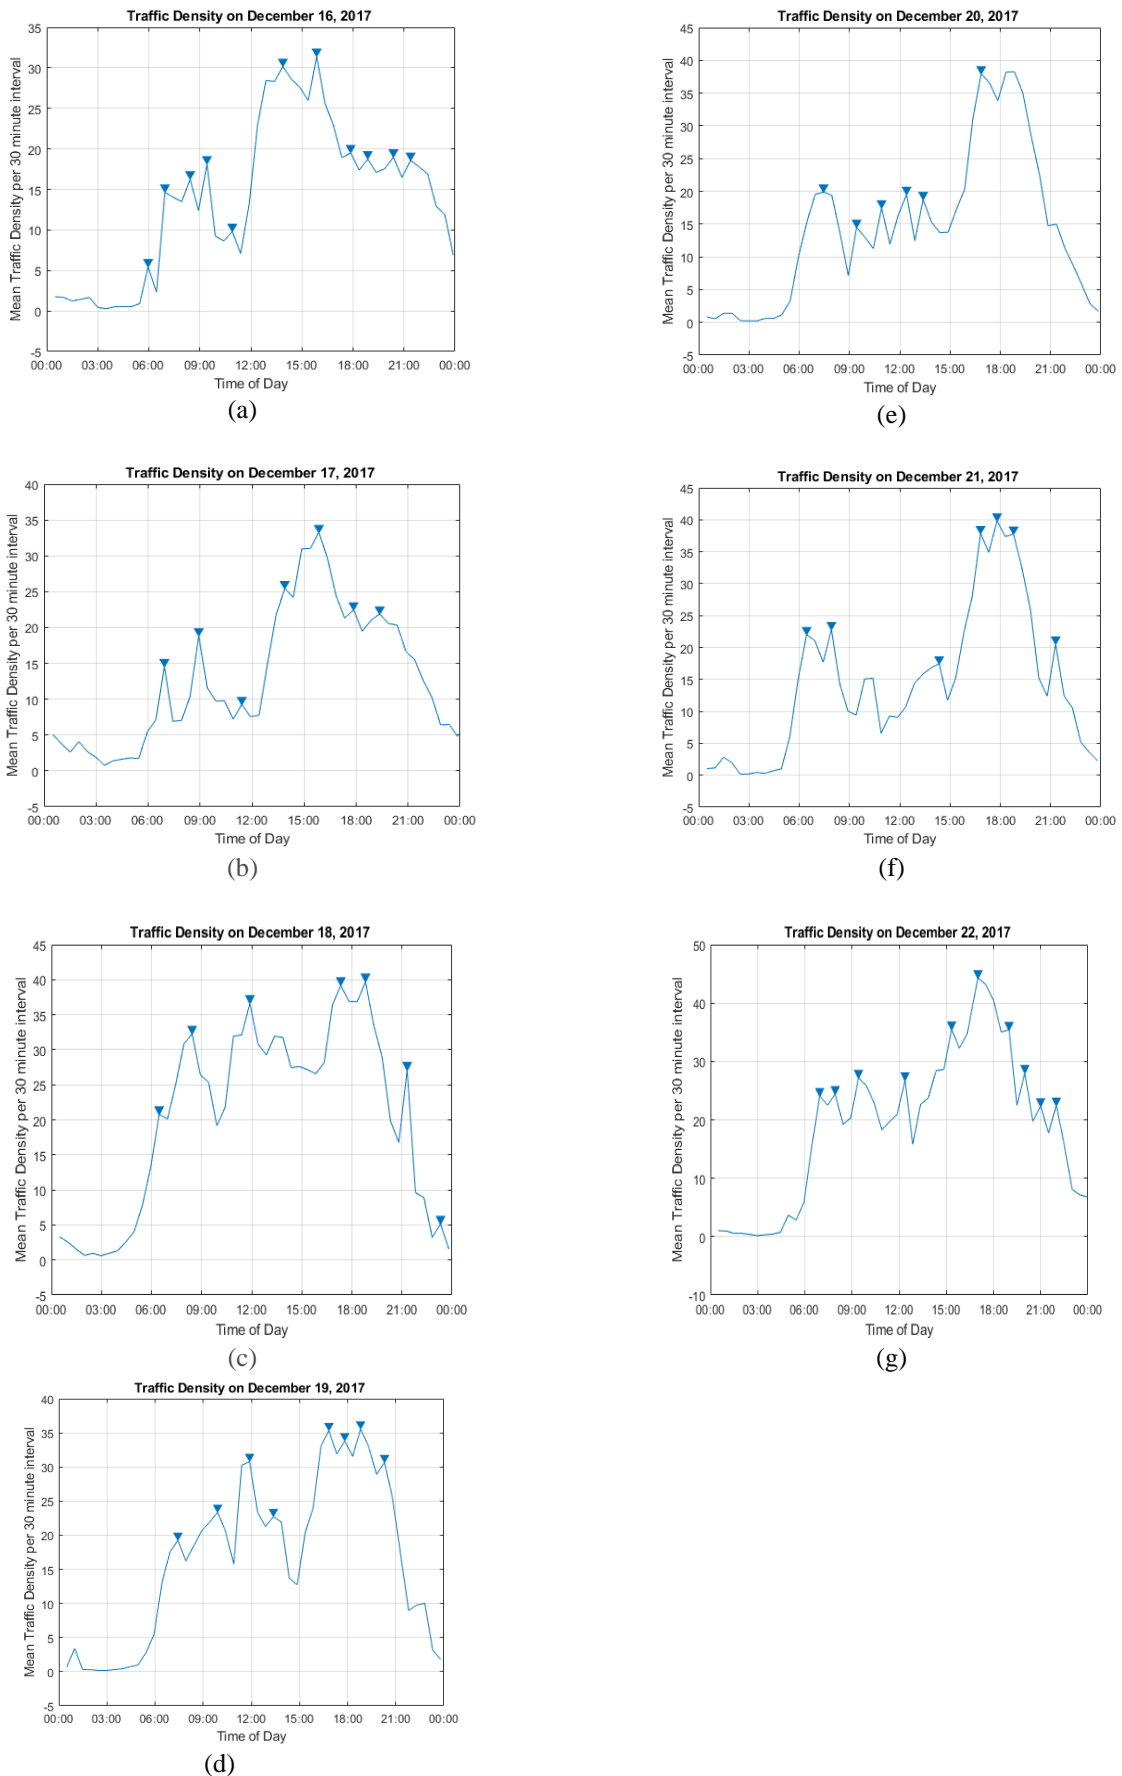 Traffic Density on December 16, 2017
Mean Traffic Density per 30 minute interval
35
30
25
20
15
10
5
0
-5
00:00 03:00 06:00 09:00 12:00 15:00 18:00 21:00 00:00
Time of Day
(a)
Traffic Density on December 17, 2017
Mean Traffic Density per 30 minute interval
40
35
30
25
20
15
10
5
0
-5
00:00 03:00 06:00 09:00 12:00 15:00 18:00 21:00 00:00
Time of Day
(b)
Traffic Density on December 18, 2017
Mean Traffic Density per 30 minute interval
45
40
35
30
25
20
15
10
5
0
-5
00:00 03:00 06:00 09:00 12:00 15:00 18:00 21:00 00:00
Time of Day
(c)
Traffic Density on December 19, 2017
Mean Traffic Density per 30 minute interval
40
35
30
25
20
15
10
5
0
-5
00:00 03:00 06:00 09:00 12:00 15:00 18:00 21:00 00:00
Time of Day
(d)
Traffic Density on December 20, 2017
Mean Traffic Density per 30 minute interval
45
40
35
30
25
20
15
10
5
0
-5
00:00 03:00 06:00 09:00 12:00 15:00 18:00 21:00 00:00
Time of Day
(e)
Traffic Density on December 21, 2017
Mean Traffic Density per 30 minute interval
45
40
35
30
25
20
15
10
5
0
-5
00:00 03:00 06:00 09:00 12:00 15:00 18:00 21:00 00:00
Time of Day
(f)
Traffic Density on December 22, 2017
Mean Traffic Density per 30 minute interval
50
40
30
20
10
0
-10
00:00 03:00 06:00 09:00 12:00 15:00 18:00 21:00 00:00
Time of Day
(g)